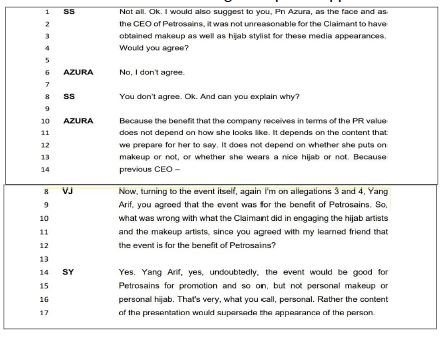 1 SS Not all. Ok. I would also suggest to you, Pn Azura, as the face and as
2 the CEO of Petrosains, it was not unreasonable for the Claimant to have
3 obtained makeup as well as hijab stylist for these media appearances.
4 Would you agree?
5
6 AZURA No, I don't agree.
7
8 SS You don't agree. Ok. And can you explain why?
9
10 AZURA Because the benefit that the company receives in terms of the PR value
11 does not depend on how she looks like. It depends on the content that
12 we prepare for her to say. It does not depend on whether she puts on
13 makeup or not, or whether she wears a nice hijab or not. Because
14 previous CEO –
8 VJ Now, turning to the event itself, again I'm on allegations 3 and 4, Yang
9 Arif, you agreed that the event was for the benefit of Petrosains. So,
10 what was wrong with what the Claimant did in engaging the hijab artists
11 and the makeup artists, since you agreed with my learned friend that
12 the event is for the benefit of Petrosains?
13
14 SY Yes. Yang Arif, yes, undoubtedly, the event would be good for
15 Petrosains for promotion and so on, but not personal makeup or
16 personal hijab. That's very, what you call, personal. Rather the content
17 of the presentation would supersede the appearance of the person.